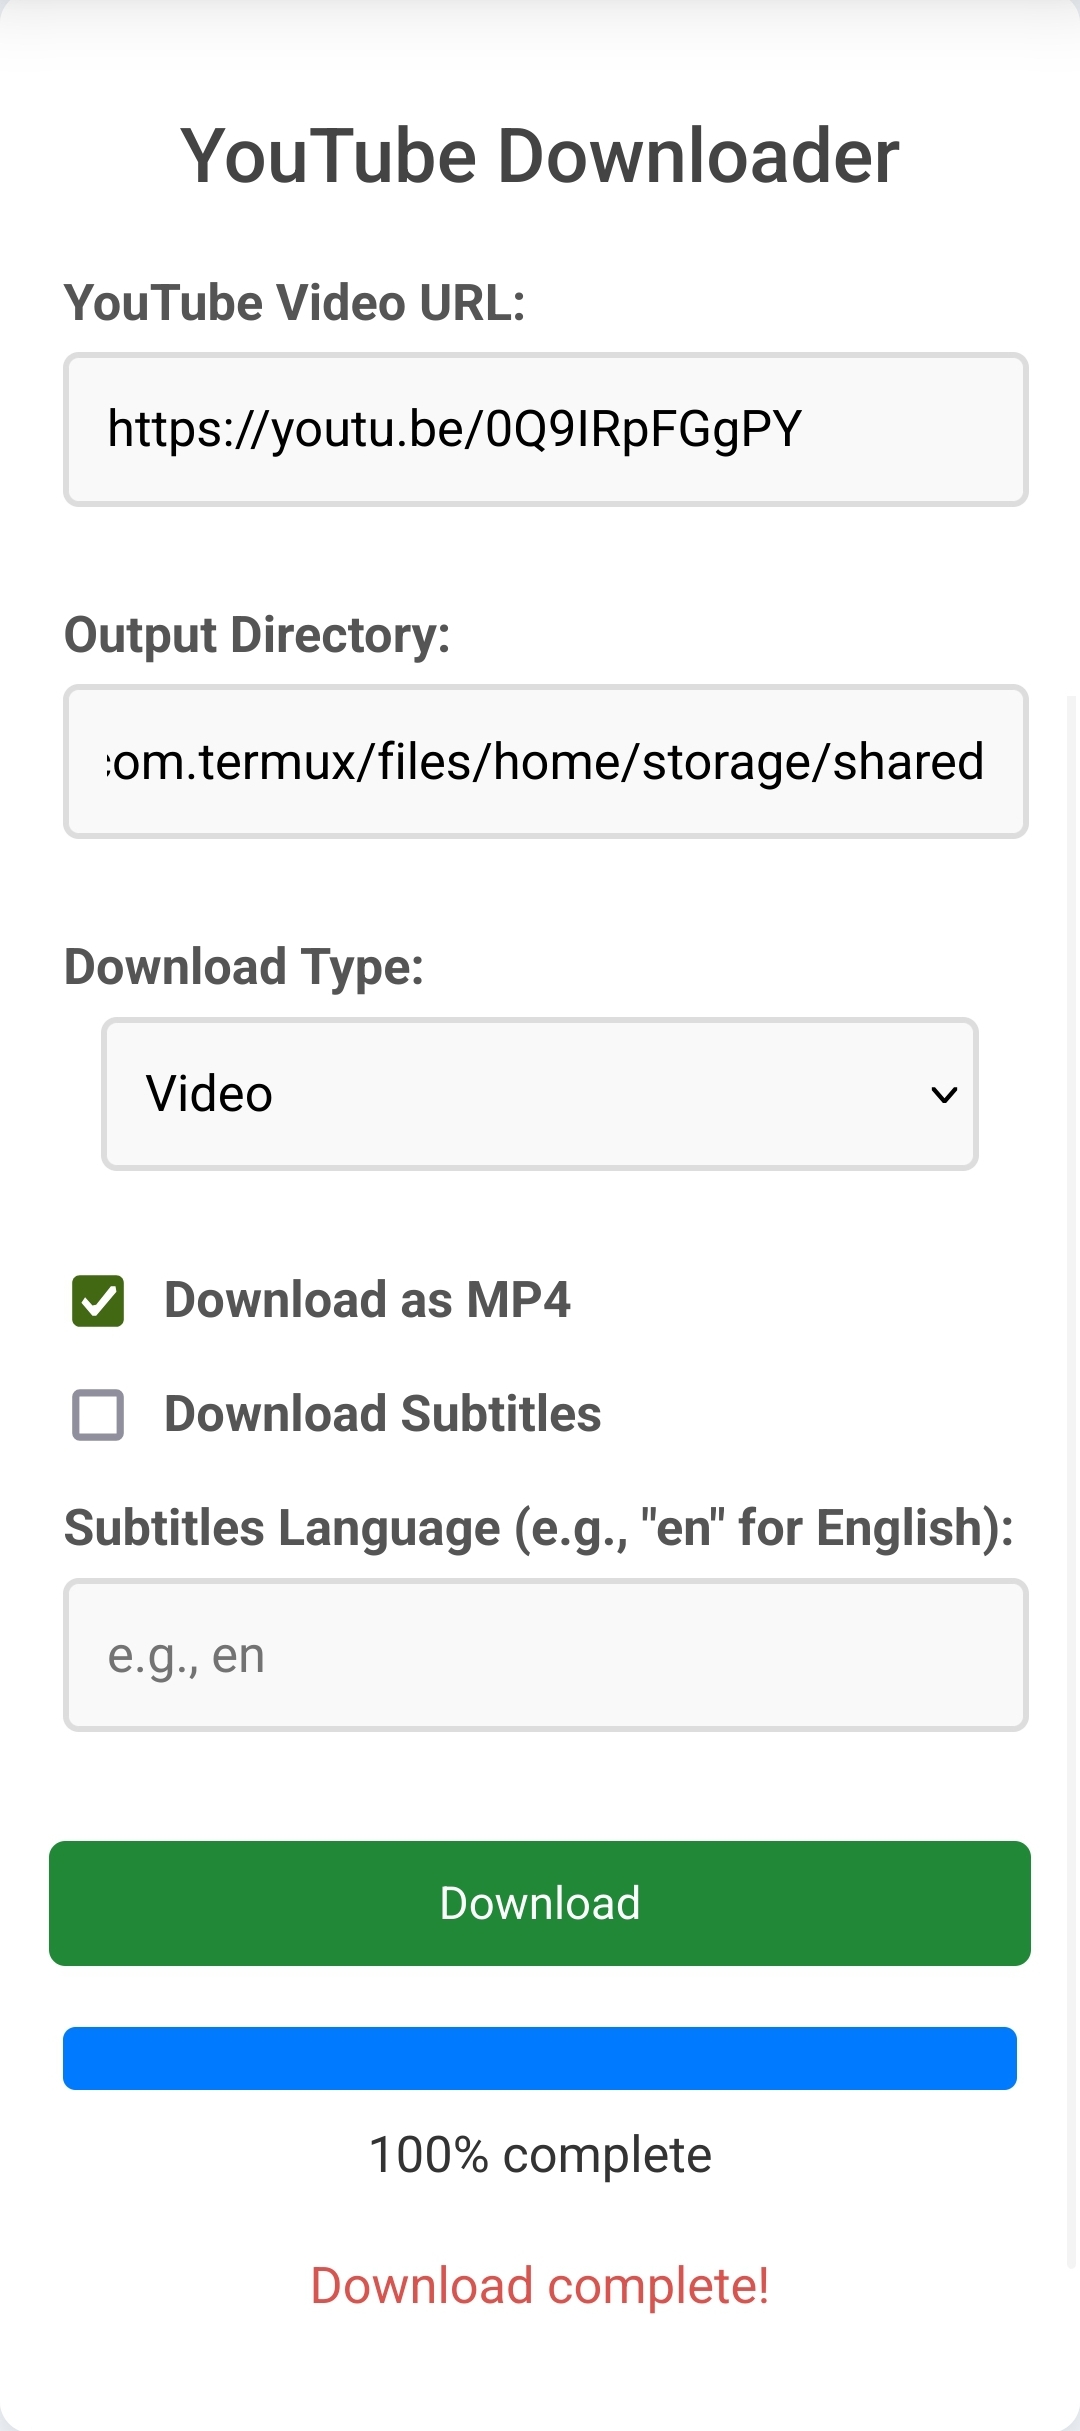 YouTube Downloader
YouTube Video URL:
https://youtu.be/0Q9IRpFGgPY
Output Directory:
om.termux/files/home/storage/shared
Download Type:
Video
Download as MP4
Download Subtitles
Subtitles Language (e.g., "en" for English):
e.g., en
Download
100% complete
Download complete!